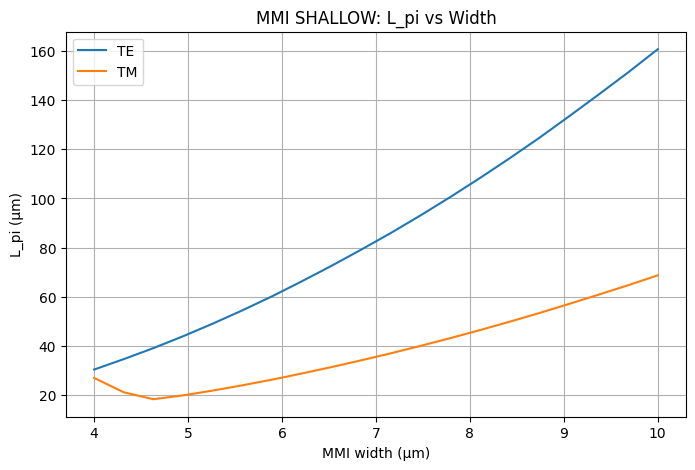 MMI SHALLOW: L_pi vs Width
TE
TM
160
140
120
100
80
60
40
20
L_pi (μm)
4 5 6 7 8 9 10
MMI width (μm)